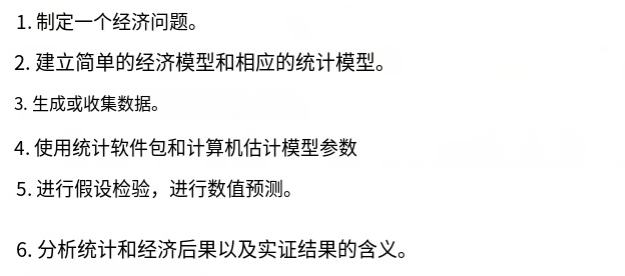 1. 制定一个经济问题。
2. 建立简单的经济模型和相应的统计模型。
3. 生成或收集数据。
4. 使用统计软件包和计算机估计模型参数
5. 进行假设检验，进行数值预测。
6. 分析统计和经济后果以及实证结果的含义。